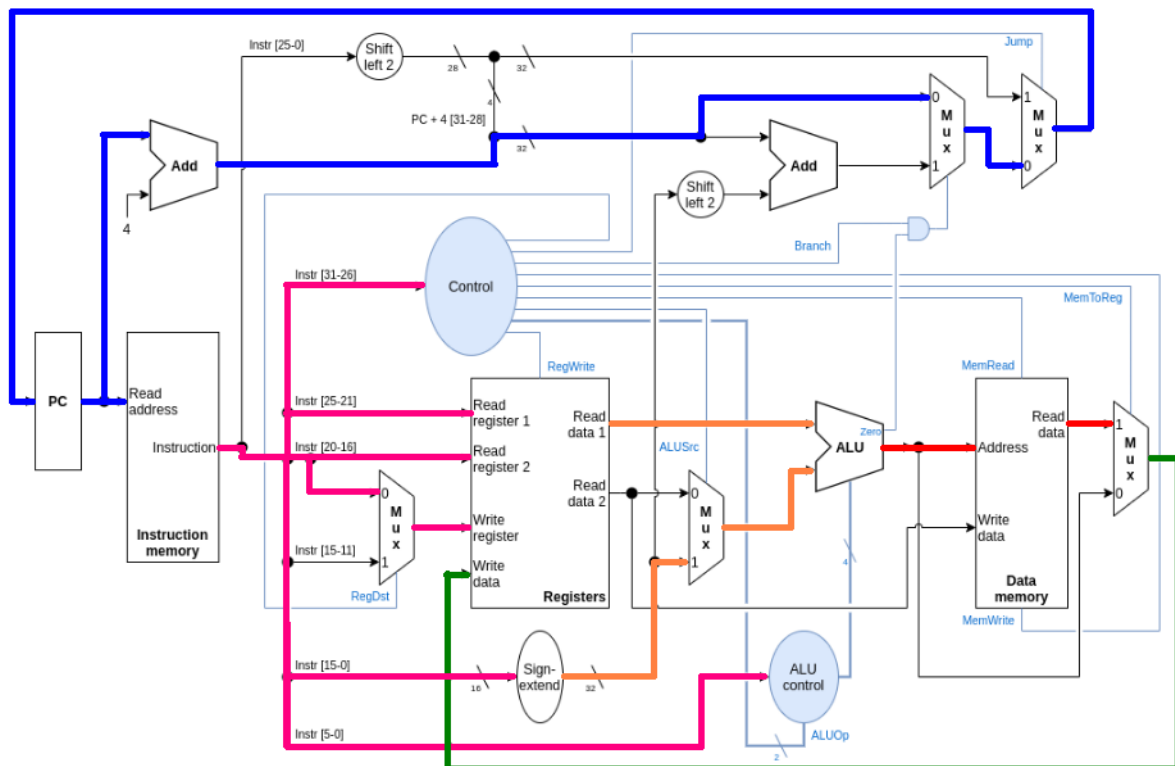 Jump
Instr [25-0]
Shift
left 2
28
32
4
PC + 4 [31-28]
32
0
M
u
x
1
1
M
u
x
0
Add
4
Add
Shift
left 2
Branch
Instr [31-26]
Control
MemToReg
PC
Read
address
Instruction
Instruction
memory
RegWrite
MemRead
Instr [25-21]
Read
register 1
Read
data 1
ALUSrc
Zero
ALU
Read
data
Address
1
M
u
x
0
Instr [20-16]
Read
register 2
Read
data 2
0
M
u
x
1
0
M
u
x
1
Write
register
Write
data
Instr [15-11]
Write
data
RegDst
Registers
4
Data
memory
MemWrite
Instr [15-0]
16
Sign-
extend
32
ALU
control
Instr [5-0]
ALUOp
2